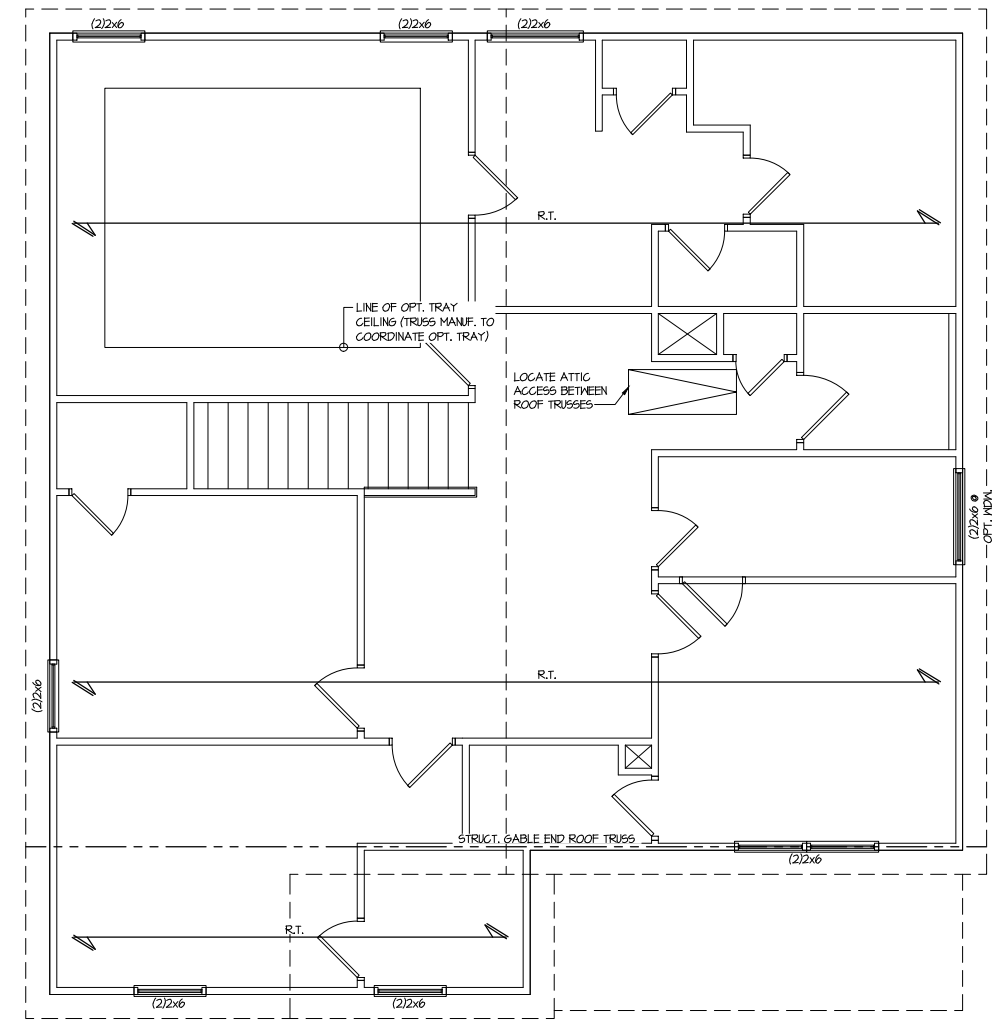 (2)2x6
(2)2x6
(2)2x6
R.T.
LINE OF OPT. TRAY
CEILING (TRUSS MANUF. TO
COORDINATE OPT. TRAY)
LOCATE ATTIC
ACCESS BETWEEN
ROOF TRUSSES
(2)2x6 @
OPT. WDW.
R.T.
(2)2x6
STRUCT. GABLE END ROOF TRUSS
(2)2x6
R.T.
(2)2x6
(2)2x6